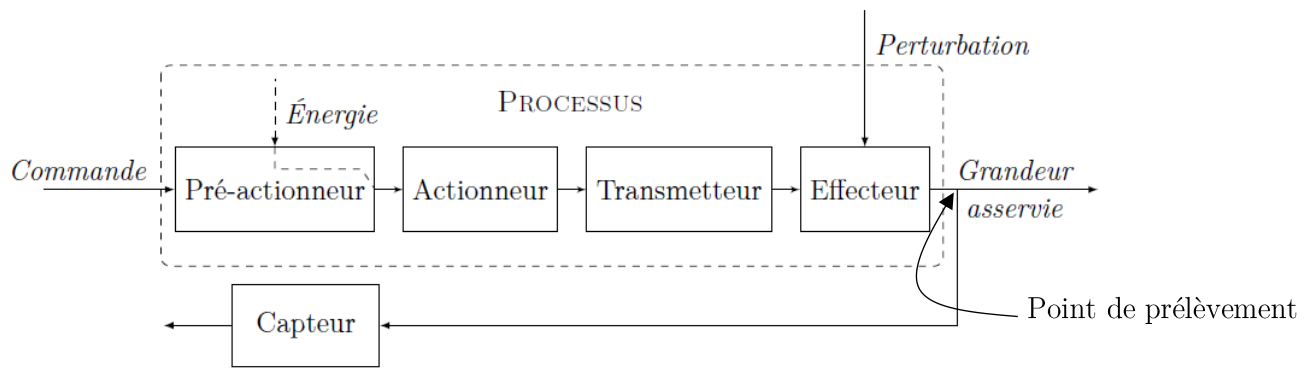 Perturbation
PROCESSUS
Énergie
Commande
Pré-actionneur
Actionneur
Transmetteur
Effecteur
Grandeur
asservie
Point de prélèvement
Capteur